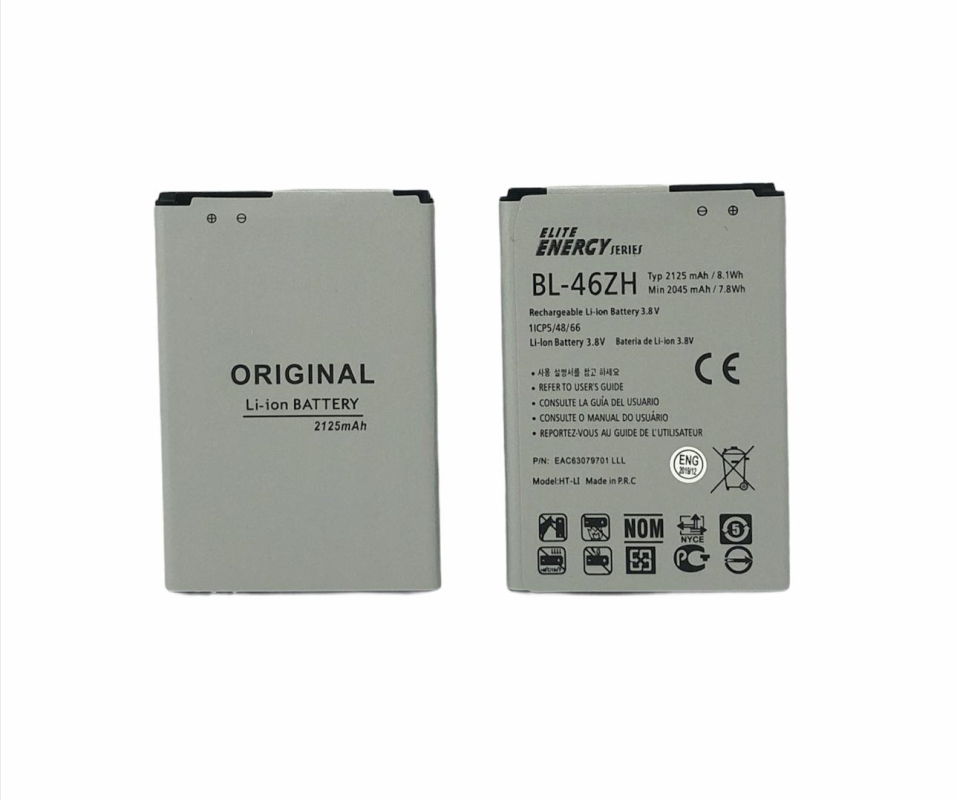 ⊕ ⊖
ORIGINAL
Li-ion BATTERY
2125mAh
⊖ ⊕
ELITE
ENERGY SERIES
BL-46ZH
Typ 2125 mAh / 8.1Wh
Min 2045 mAh / 7.8Wh
Rechargeable Li-ion Battery 3.8 V
1ICP5/48/66
Li-Ion Battery 3.8V Bateria de Li-ion 3.8V
• 사용 설명서를 참고 하세요
• REFER TO USER'S GUIDE
• CONSULTE LA GUÍA DEL USUARIO
• CONSULTE O MANUAL DO USUÁRIO
• REPORTEZ-VOUS AU GUIDE DE L'UTILISATEUR
CE
P/N: EAC63079701 LLL
Model:HT-LI Made in P.R.C
ENG
2019/12
NOM
NYCE
5